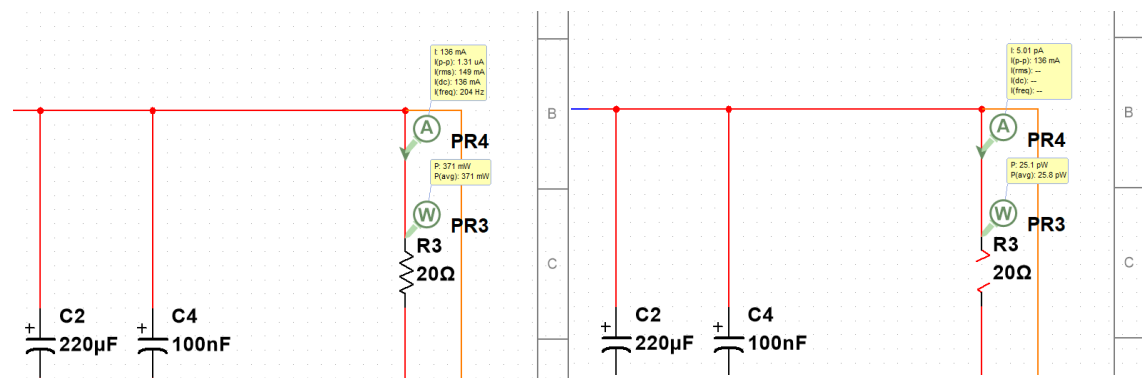 I: 136 mA
I(p-p): 1.31 uA
I(rms): 149 mA
I(dc): 136 mA
I(freq): 204 Hz
A
PR4
P: 371 mW
P(avg): 371 mW
W
PR3
R3
20Ω
+
C2
220µF
+
C4
100nF
B
C
I: 5.01 pA
I(p-p): 136 mA
I(rms): --
I(dc): --
I(freq): --
A
PR4
P: 25.1 pW
P(avg): 25.8 pW
W
PR3
R3
20Ω
+
C2
220µF
+
C4
100nF
B
C